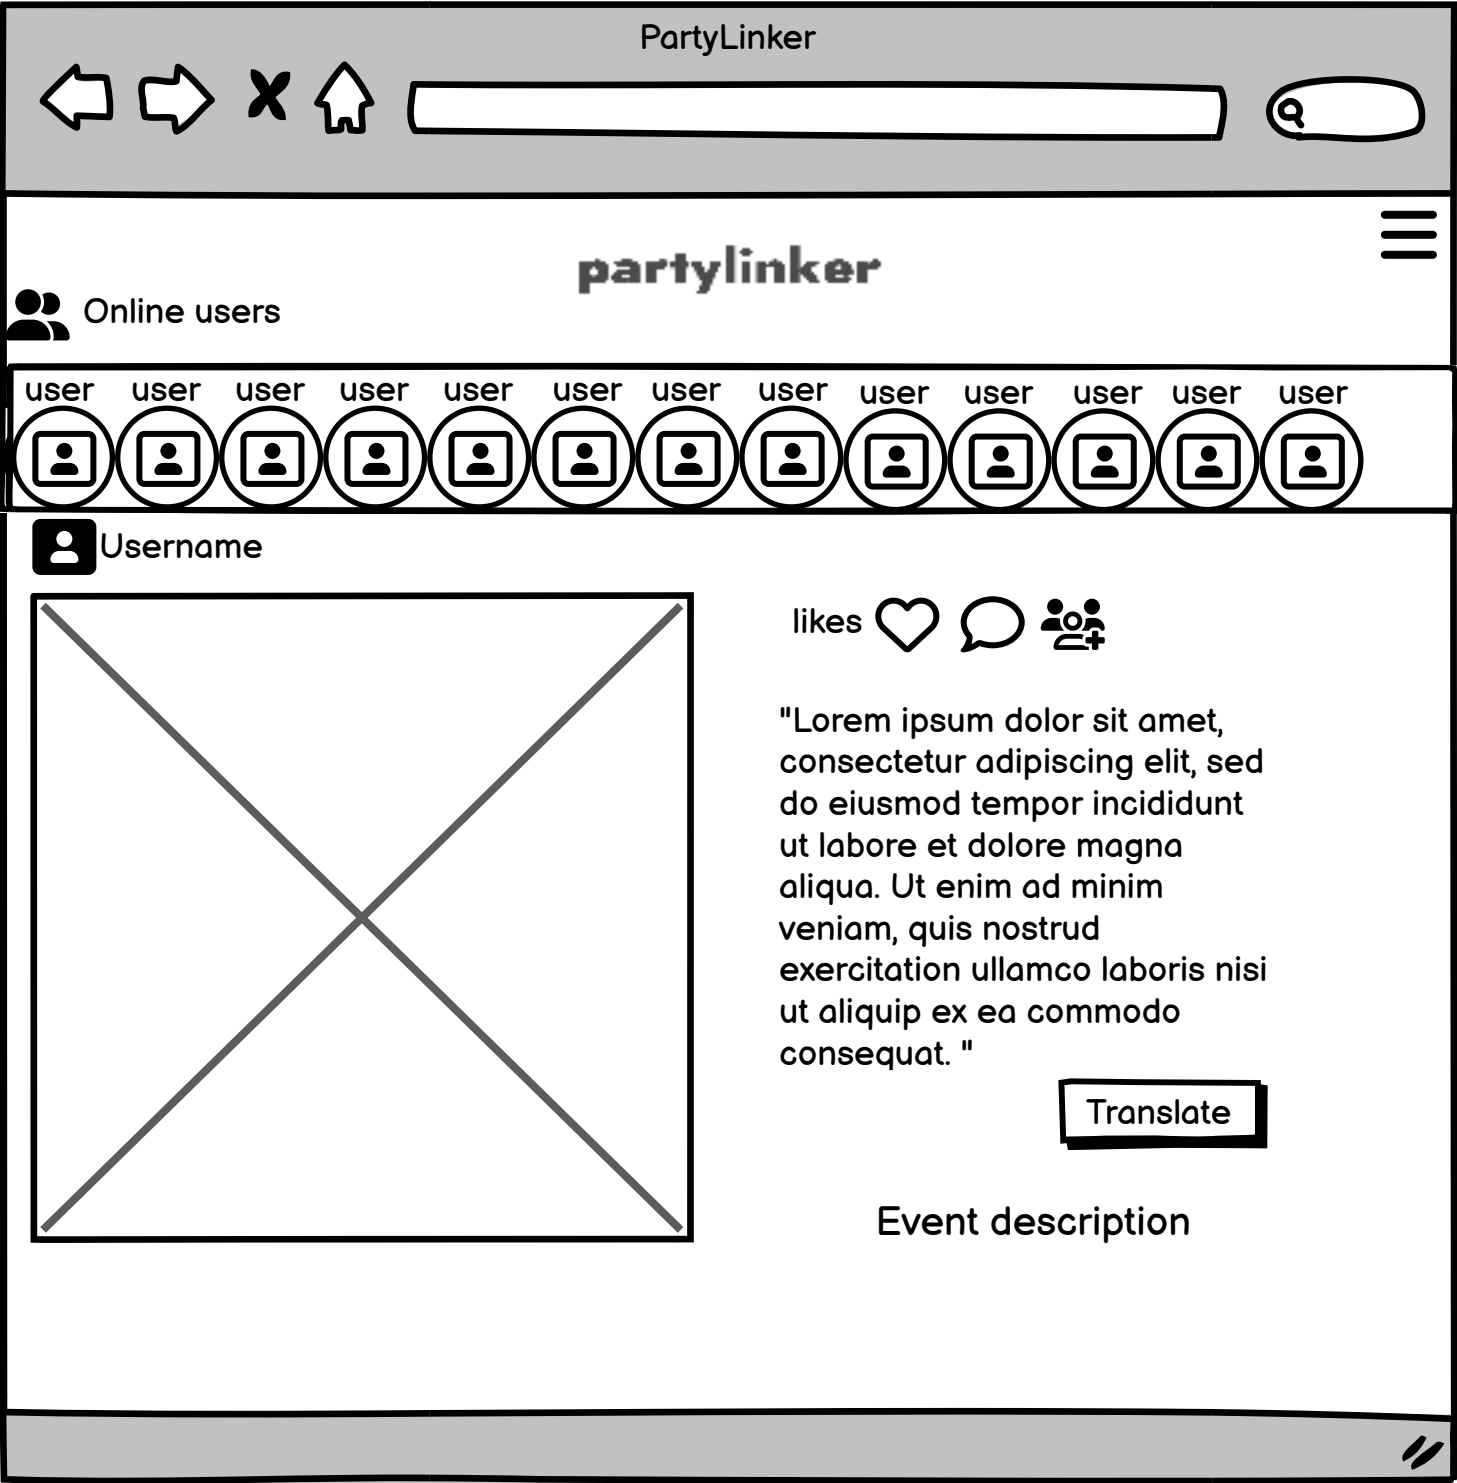 PartyLinker
partylinker
Online users
user user user user user user user user user user user user user
Username
likes
"Lorem ipsum dolor sit amet,
consectetur adipiscing elit, sed
do eiusmod tempor incididunt
ut labore et dolore magna
aliqua. Ut enim ad minim
veniam, quis nostrud
exercitation ullamco laboris nisi
ut aliquip ex ea commodo
consequat. "
Translate
Event description